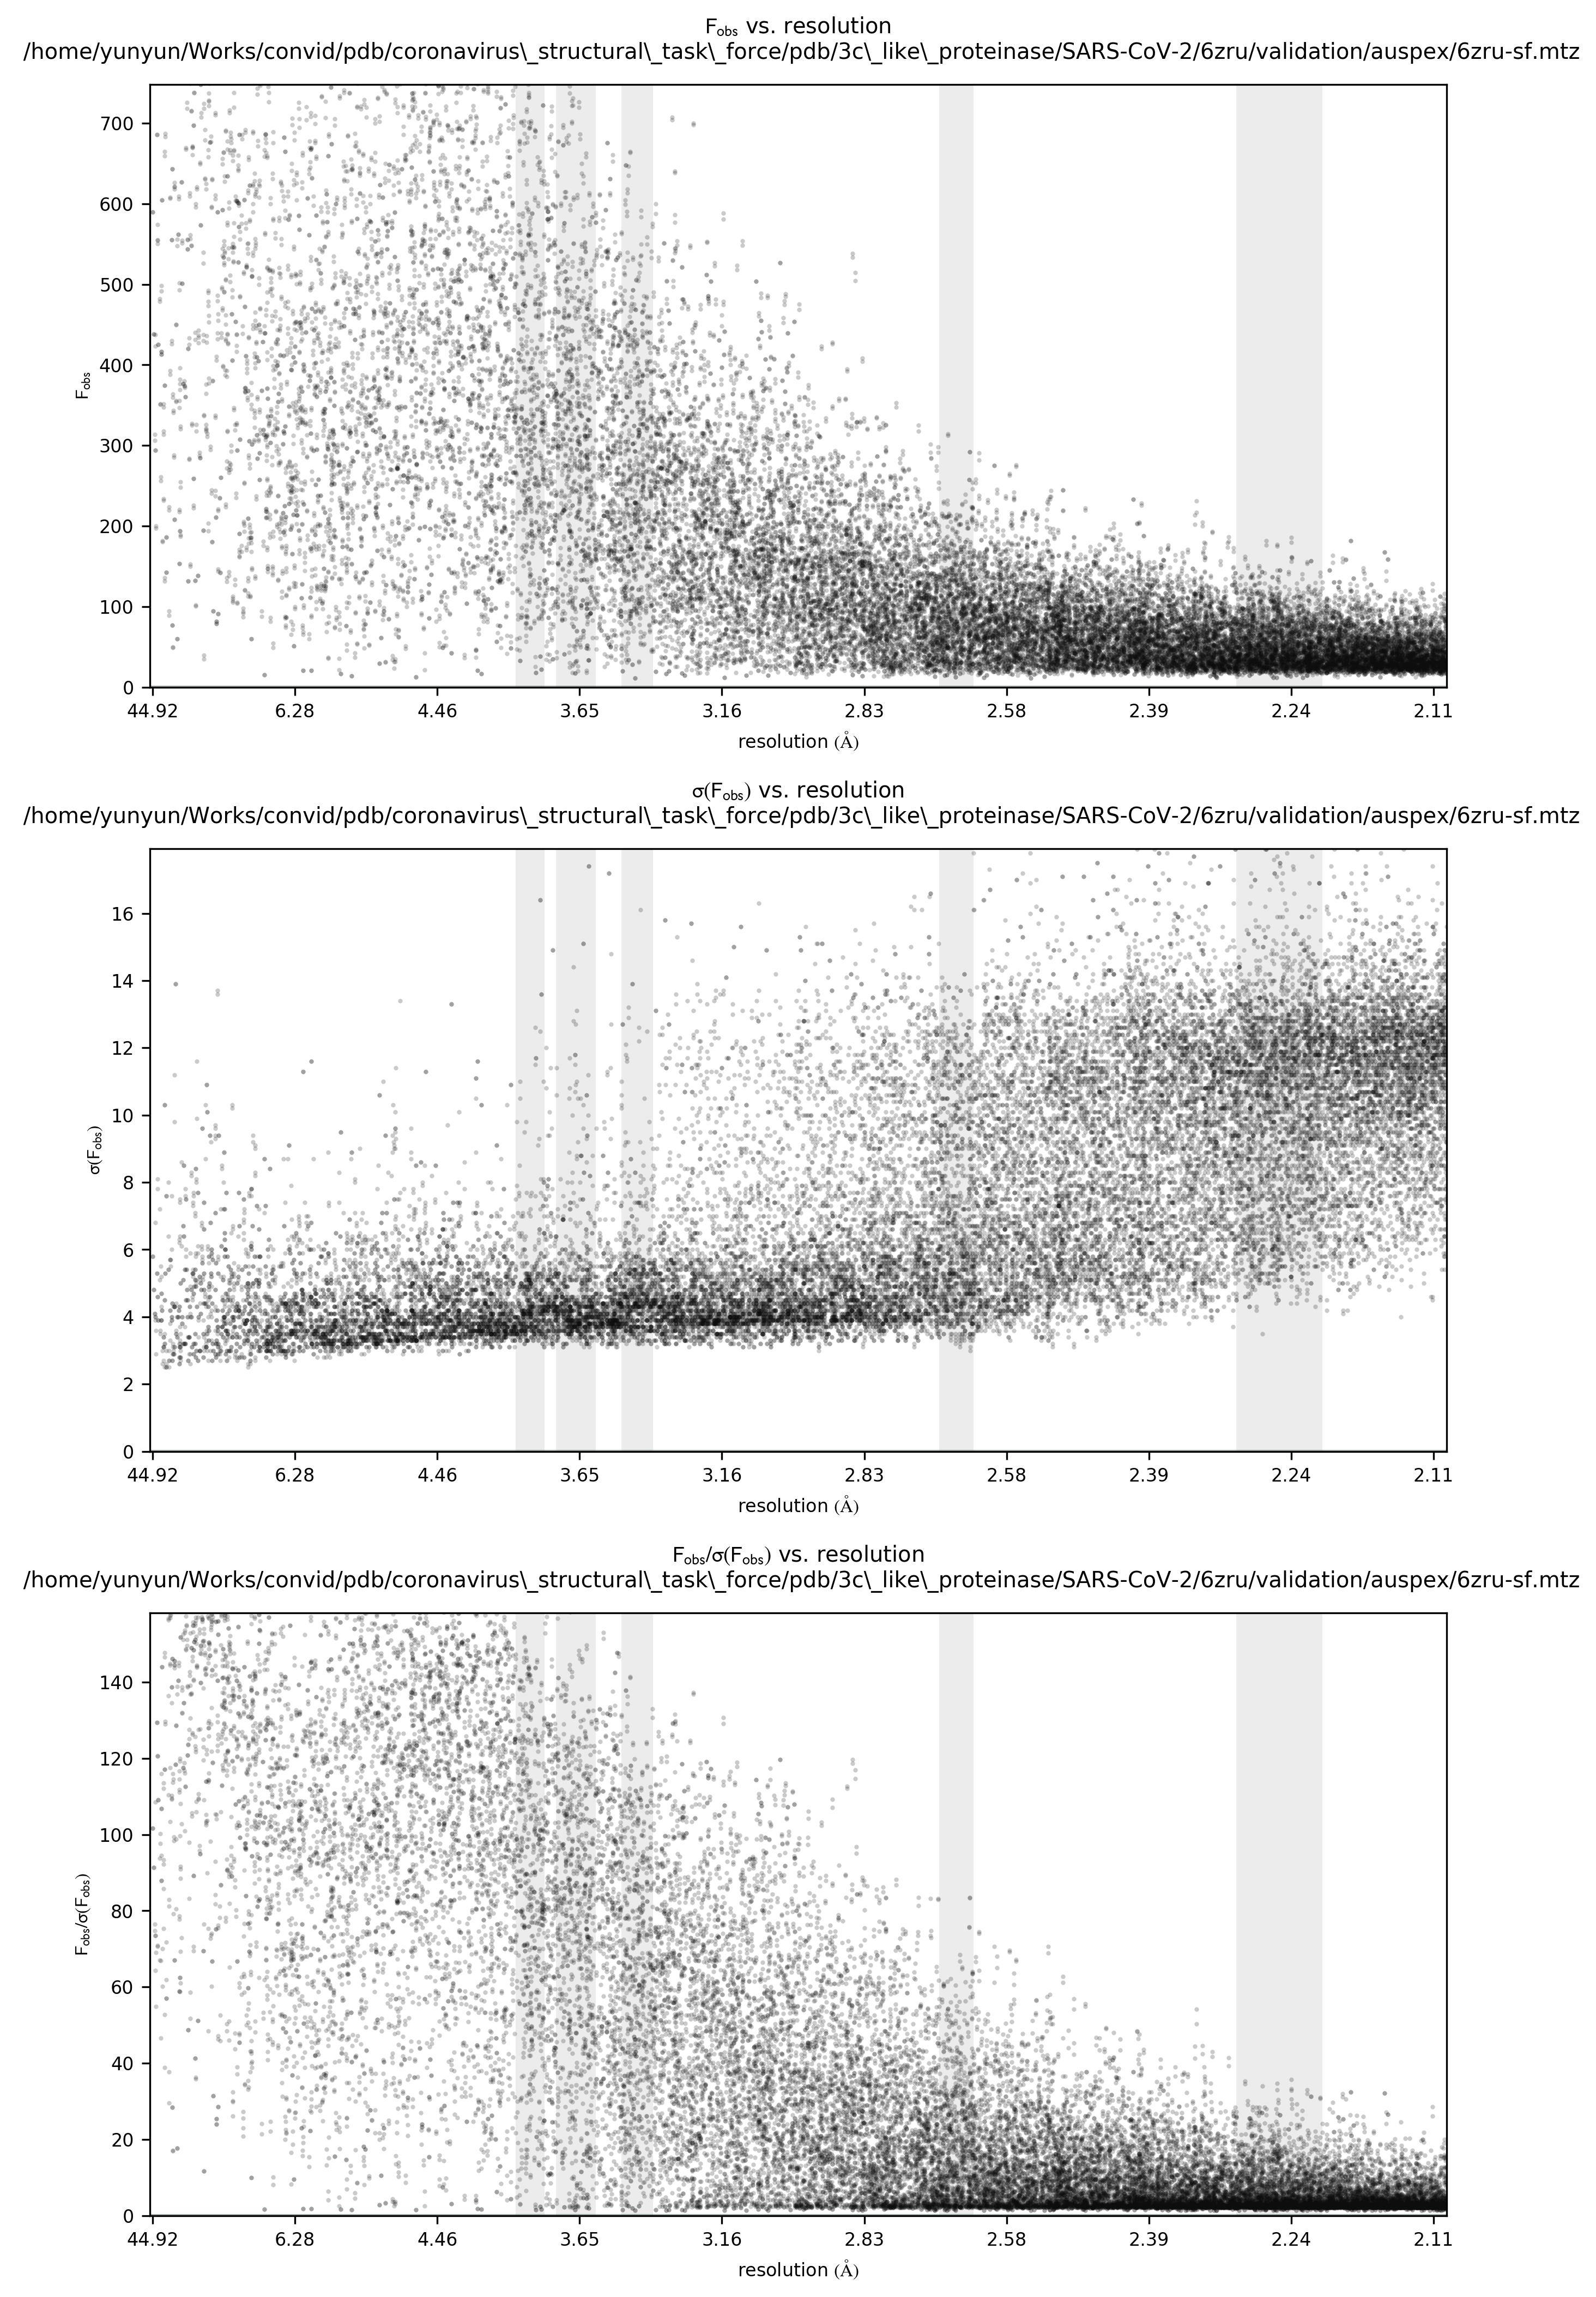 Fobs vs. resolution
/home/yunyun/Works/convid/pdb/coronavirus\_structural\_task\_force/pdb/3c\_like\_proteinase/SARS-CoV-2/6zru/validation/auspex/6zru-sf.mtz
700
600
500
400
300
200
100
0
Fobs
44.92 6.28 4.46 3.65 3.16 2.83 2.58 2.39 2.24 2.11
resolution (Å)
σ(Fobs) vs. resolution
/home/yunyun/Works/convid/pdb/coronavirus\_structural\_task\_force/pdb/3c\_like\_proteinase/SARS-CoV-2/6zru/validation/auspex/6zru-sf.mtz
16
14
12
10
8
6
4
2
0
σ(Fobs)
44.92 6.28 4.46 3.65 3.16 2.83 2.58 2.39 2.24 2.11
resolution (Å)
Fobs/σ(Fobs) vs. resolution
/home/yunyun/Works/convid/pdb/coronavirus\_structural\_task\_force/pdb/3c\_like\_proteinase/SARS-CoV-2/6zru/validation/auspex/6zru-sf.mtz
140
120
100
80
60
40
20
0
Fobs/σ(Fobs)
44.92 6.28 4.46 3.65 3.16 2.83 2.58 2.39 2.24 2.11
resolution (Å)